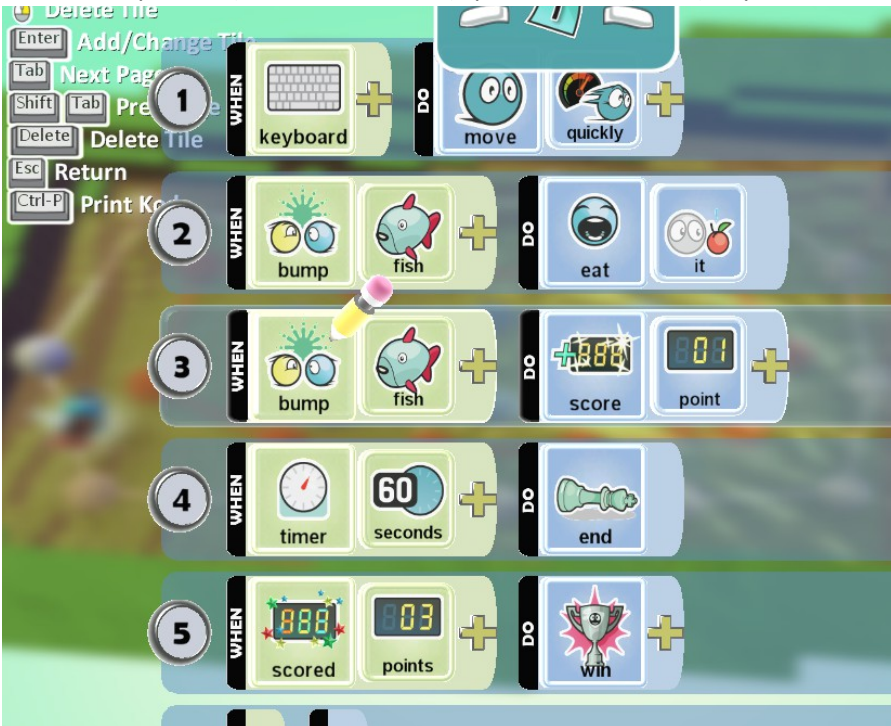 Delete Tile
Enter Add/Change Tile
Tab Next Page
Shift Tab
Delete Delete Tile
Esc Return
Ctrl-P Print
1 WHEN keyboard DO move quickly
2 WHEN bump fish DO eat it
3 WHEN bump fish DO score 01 point
4 WHEN timer 60 seconds DO end
5 WHEN scored 03 points DO win